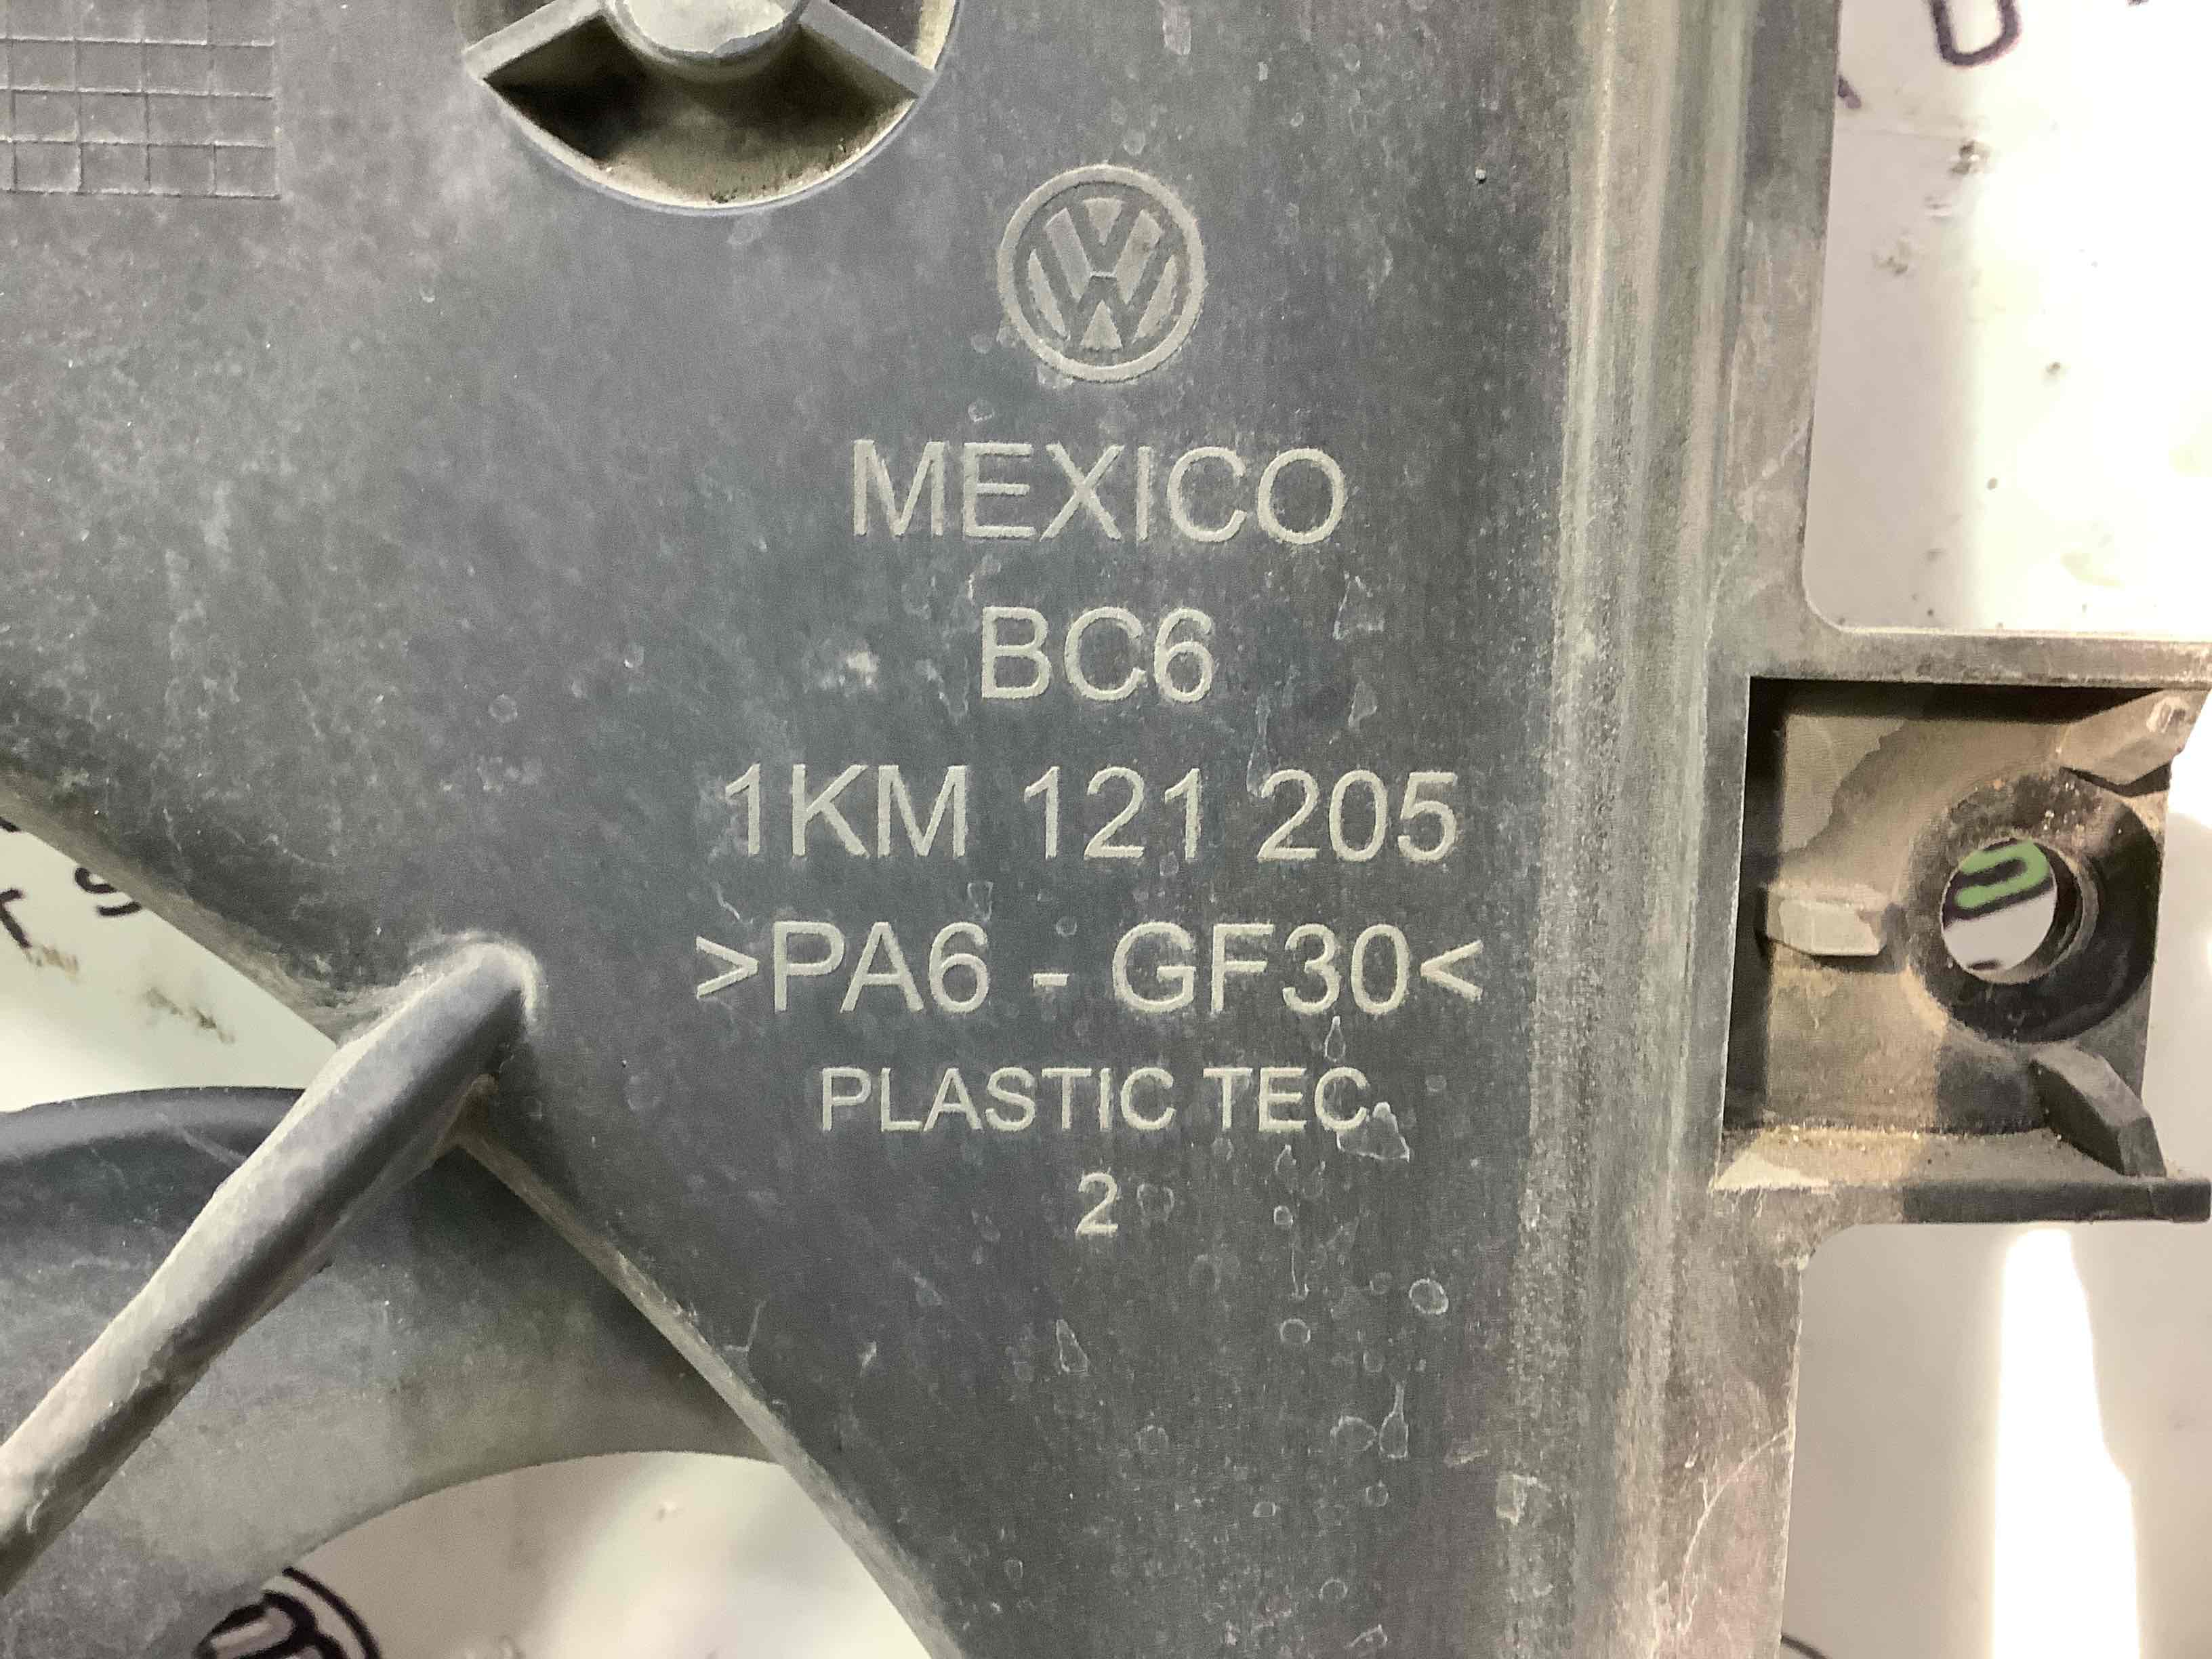 MEXICO
BC6
1KM 121 205
>PA6 - GF30<
PLASTIC TEC
2